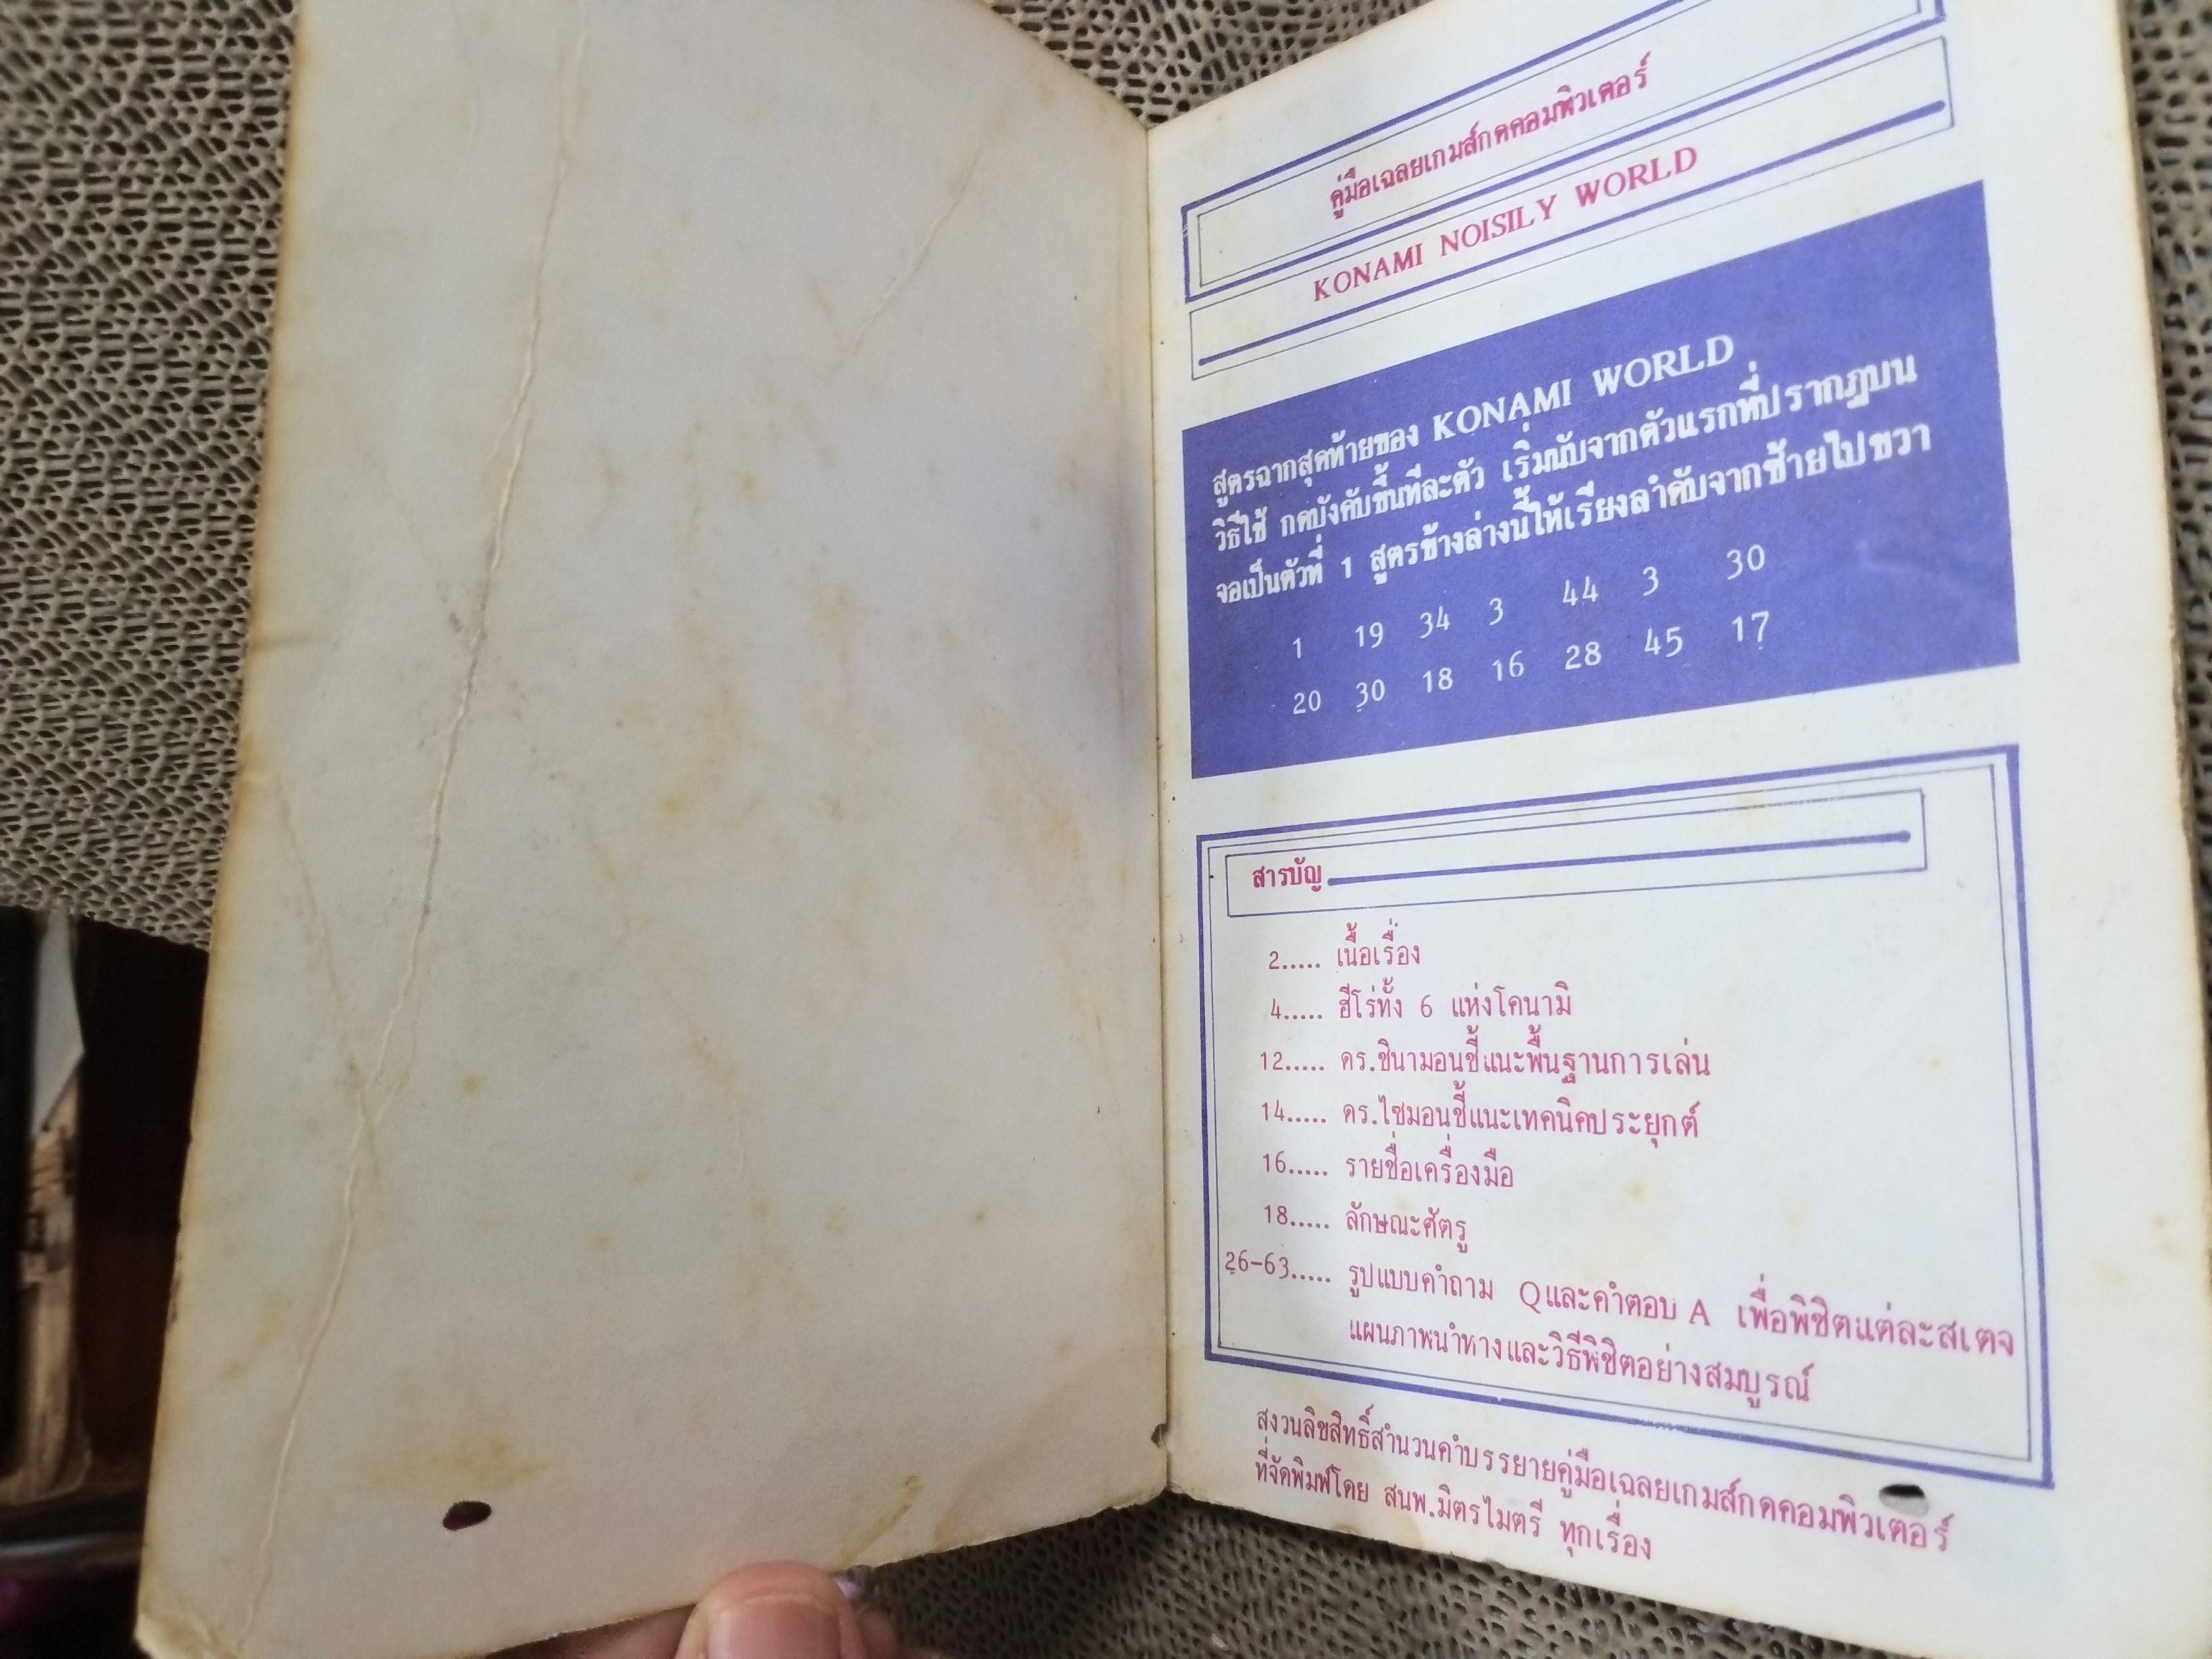 คู่มือเฉลยเกมส์กดคอมพิวเตอร์
KONAMI NOISILY WORLD
สูตรฉากสุดท้ายของ KONAMI WORLD
วิธีใช้ กดบังคับขึ้นทีละตัว เริ่มนับจากตัวแรกที่ปรากฏบน
จอเป็นตัวที่ 1 สูตรข้างล่างนี้ให้เรียงลำดับจากซ้ายไปขวา
1 19 34 3 44 3 30
20 30 18 16 28 45 17
สารบัญ
2..... เนื้อเรื่อง
4..... ฮีโร่ทั้ง 6 แห่งโคนามิ
12..... ดร.ชินามอนชี้แนะพื้นฐานการเล่น
14..... ดร.ไซมอนชี้แนะเทคนิคประยุกต์
16..... รายชื่อเครื่องมือ
18..... ลักษณะศัตรู
26-63..... รูปแบบคำถาม Qและคำตอบ A เพื่อพิชิตแต่ละสเตจ
แผนภาพนำทางและวิธีพิชิตอย่างสมบูรณ์
สงวนลิขสิทธิ์สำนวนคำบรรยายคู่มือเฉลยเกมส์กดคอมพิวเตอร์
ที่จัดพิมพ์โดย สนพ.มิตรไมตรี ทุกเรื่อง